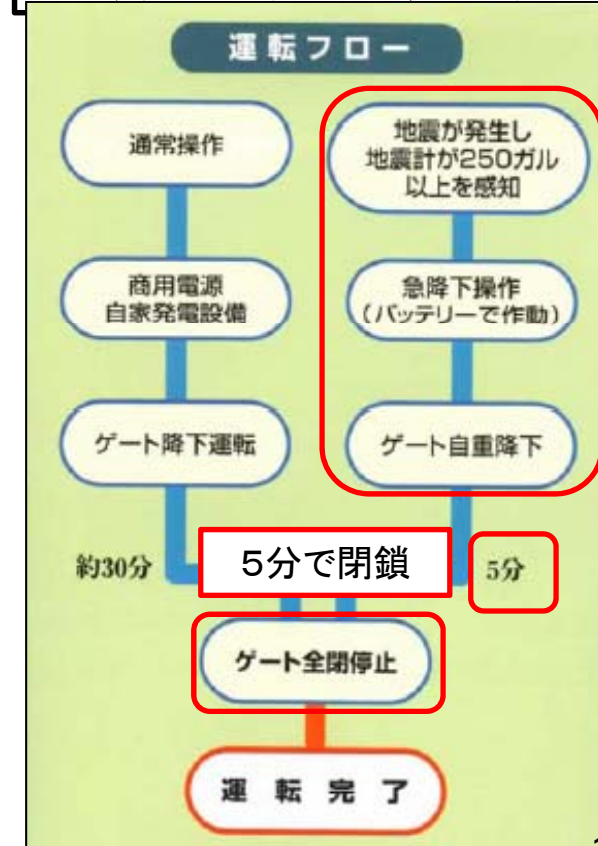 運転フロー
通常操作
商用電源
自家発電設備
ゲート降下運転
約30分
地震が発生し
地震計が250ガル
以上を感知
急降下操作
(バッテリーで作動)
ゲート自重降下
5分
５分で閉鎖
ゲート全閉停止
運転完了